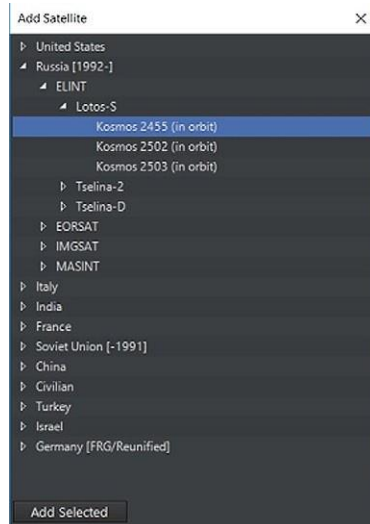 Add Satellite
United States
Russia [1992-]
ELINT
Lotos-S
Kosmos 2455 (in orbit)
Kosmos 2502 (in orbit)
Kosmos 2503 (in orbit)
Tselina-2
Tselina-D
EORSAT
IMGSAT
MASINT
Italy
India
France
Soviet Union [-1991]
China
Civilian
Turkey
Israel
Germany [FRG/Reunified]
Add Selected